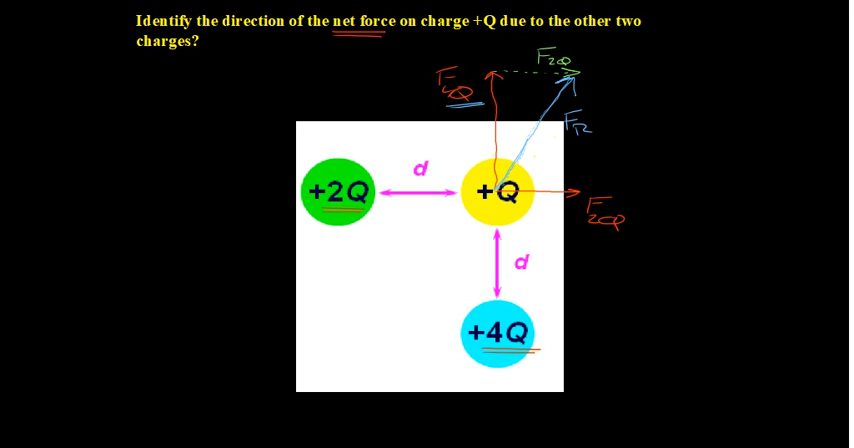 Identify the direction of the net force on charge +Q due to the other two
charges?
F2Q
F4Q
FR
d
+2Q
+Q
F2Q
d
+4Q